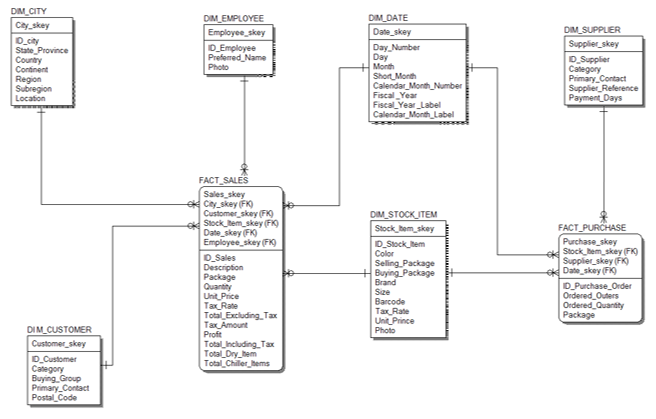 DIM_CITY
City_skey
ID_city
State_Province
Country
Continent
Region
Subregion
Location
DIM_EMPLOYEE
Employee_skey
ID_Employee
Preferred_Name
Photo
DIM_DATE
Date_skey
Day_Number
Day
Month
Short_Month
Calendar_Month_Number
Fiscal_Year
Fiscal_Year_Label
Calendar_Month_Label
DIM_SUPPLIER
Supplier_skey
ID_Supplier
Category
Primary_Contact
Supplier_Reference
Payment_Days
FACT_SALES
Sales_skey
City_skey (FK)
Customer_skey (FK)
Stock_Item_skey (FK)
Date_skey (FK)
Employee_skey (FK)
ID_Sales
Description
Package
Quantity
Unit_Price
Tax_Rate
Total_Excluding_Tax
Tax_Amount
Profit
Total_Including_Tax
Total_Dry_Item
Total_Chiller_Items
DIM_STOCK_ITEM
Stock_Item_skey
ID_Stock_Item
Color
Selling_Package
Buying_Package
Brand
Size
Barcode
Tax_Rate
Unit_Prince
Photo
FACT_PURCHASE
Purchase_skey
Stock_Item_skey (FK)
Supplier_skey (FK)
Date_skey (FK)
ID_Purchase_Order
Ordered_Outers
Ordered_Quantity
Package
DIM_CUSTOMER
Customer_skey
ID_Customer
Category
Buying_Group
Primary_Contact
Postal_Code